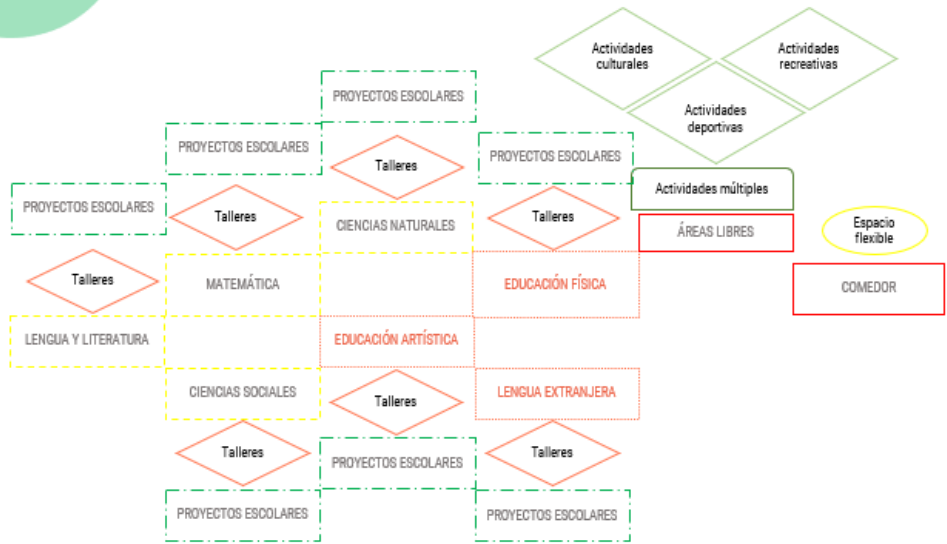 Actividades
culturales
Actividades
recreativas
PROYECTOS ESCOLARES
Actividades
deportivas
PROYECTOS ESCOLARES
PROYECTOS ESCOLARES
Talleres
Actividades múltiples
PROYECTOS ESCOLARES
Talleres
Talleres
CIENCIAS NATURALES
ÁREAS LIBRES
Espacio
flexible
Talleres
MATEMÁTICA
EDUCACIÓN FÍSICA
COMEDOR
LENGUA Y LITERATURA
EDUCACIÓN ARTÍSTICA
CIENCIAS SOCIALES
LENGUA EXTRANJERA
Talleres
Talleres
Talleres
PROYECTOS ESCOLARES
PROYECTOS ESCOLARES
PROYECTOS ESCOLARES